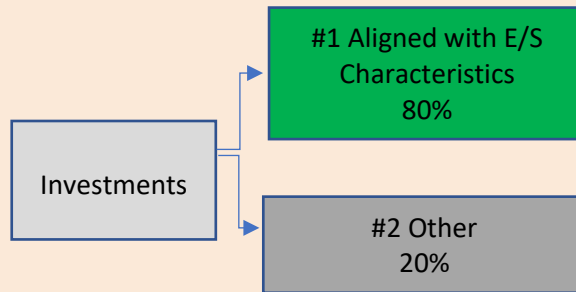 #1 Aligned with E/S
Characteristics
80%
Investments
#2 Other
20%